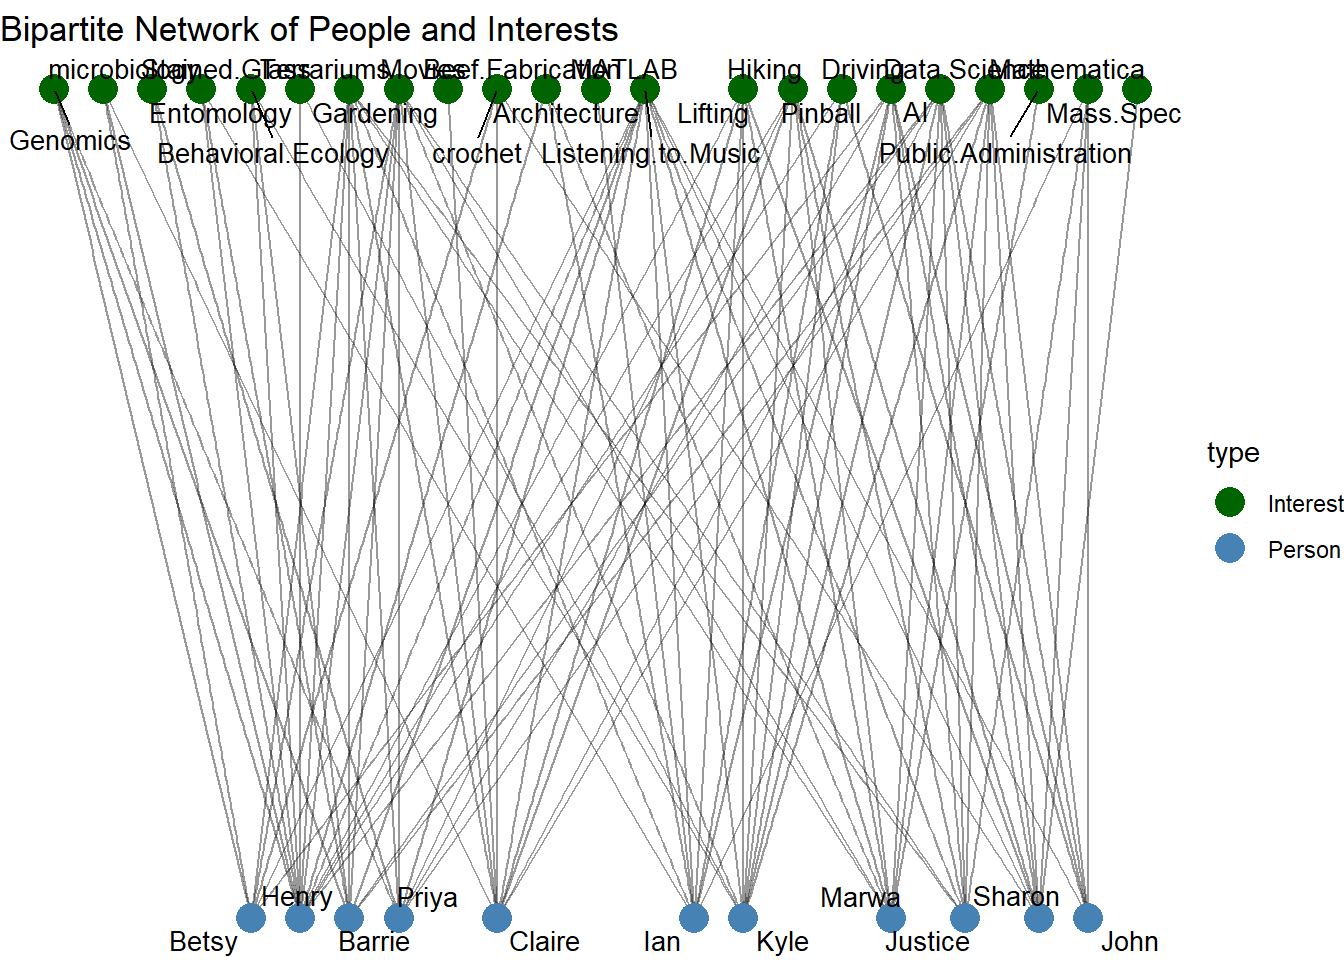 Bipartite Network of People and Interests
microbiology
Stained.Glass
Terrariums
Movies
Beef.Fabrication
MATLAB
Hiking
Driving
Data.Science
Mathematica
Entomology
Gardening
Architecture
Lifting
Pinball
AI
Mass.Spec
Genomics
Behavioral.Ecology
crochet
Listening.to.Music
Public.Administration
type
Interest
Person
Henry
Priya
Marwa
Sharon
Betsy
Barrie
Claire
Ian
Kyle
Justice
John